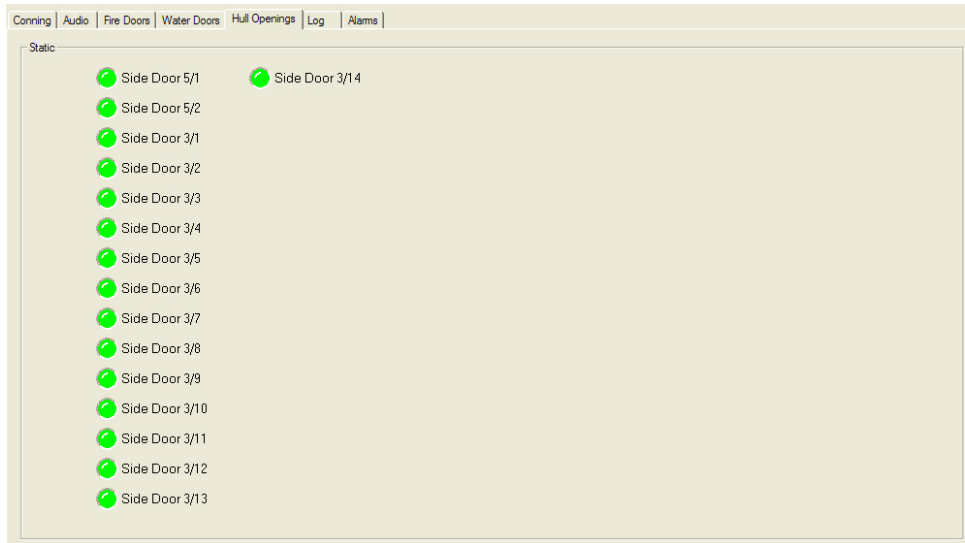 Conning Audio Fire Doors Water Doors Hull Openings Log Alarms
Static
Side Door 5/1 Side Door 3/14
Side Door 5/2
Side Door 3/1
Side Door 3/2
Side Door 3/3
Side Door 3/4
Side Door 3/5
Side Door 3/6
Side Door 3/7
Side Door 3/8
Side Door 3/9
Side Door 3/10
Side Door 3/11
Side Door 3/12
Side Door 3/13